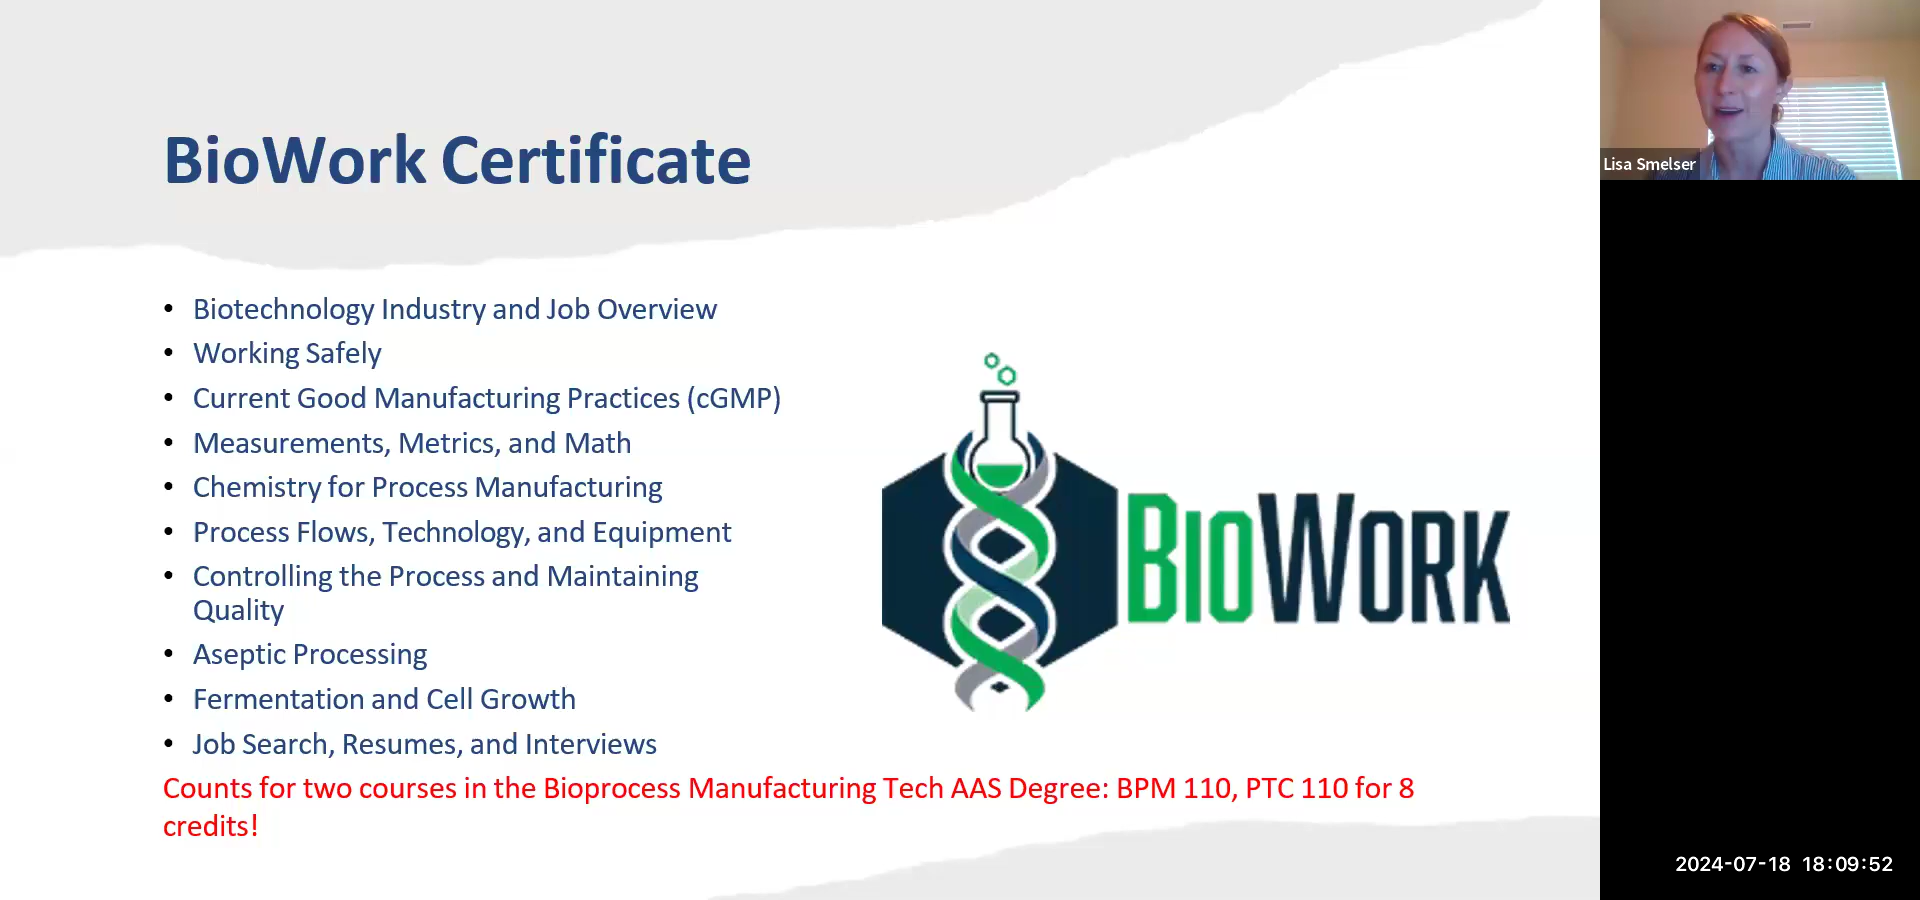 BioWork Certificate
• Biotechnology Industry and Job Overview
• Working Safely
• Current Good Manufacturing Practices (cGMP)
• Measurements, Metrics, and Math
• Chemistry for Process Manufacturing
• Process Flows, Technology, and Equipment
• Controlling the Process and Maintaining
Quality
• Aseptic Processing
• Fermentation and Cell Growth
• Job Search, Resumes, and Interviews
Counts for two courses in the Bioprocess Manufacturing Tech AAS Degree: BPM 110, PTC 110 for 8
credits!
BIOWORK
Lisa Smelser
2024-07-18 18:09:52